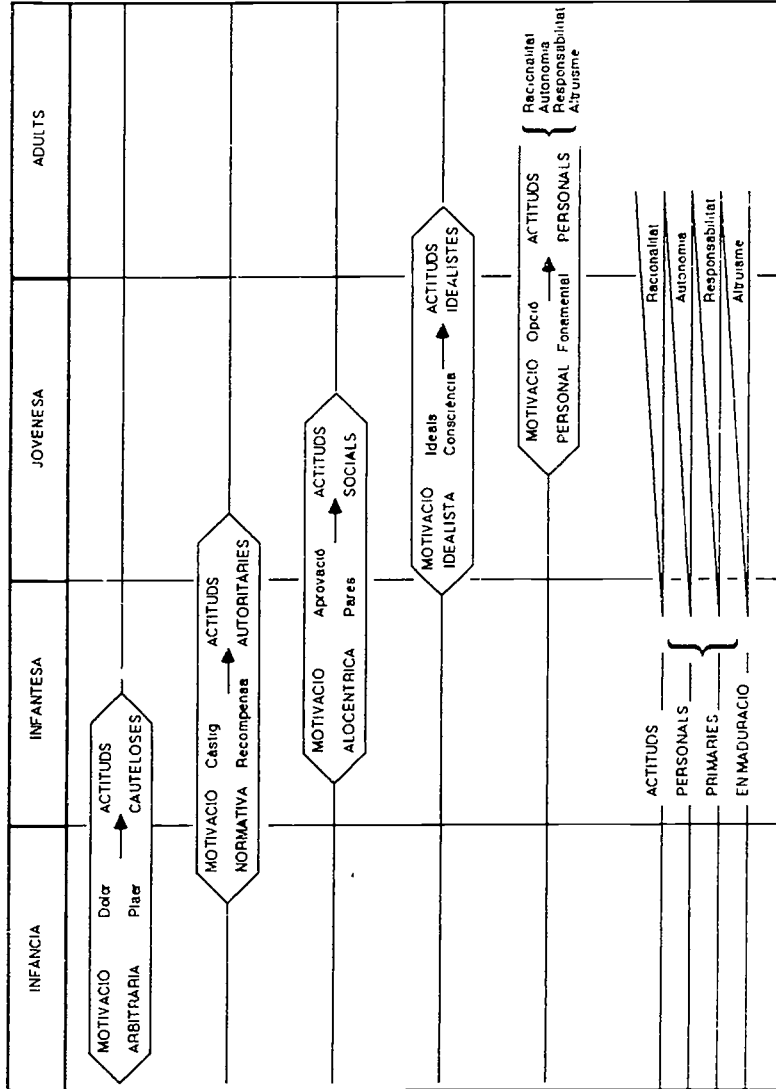 INFÀNCIA
INFANTESA
JOVENESA
ADULTS
MOTIVACIO Dolor ACTITUDS
ARBITRARIA Plaer CAUTELOSES
MOTIVACIO Castig ACTITUDS
NORMATIVA Recompensa AUTORITARIES
MOTIVACIO Aprovació ACTITUDS
ALOCENTRICA Pares SOCIALS
MOTIVACIO Ideals ACTITUDS
IDEALISTA Consciència IDEALISTES
MOTIVACIO Opció ACTITUDS
PERSONAL Fonamental PERSONALS
Racionalitat
Autonomia
Responsabilitat
Altruisme
ACTITUDS
PERSONALS
PRIMARIES
EN MADURACIO
Racionalitat
Autonomia
Responsabilitat
Altruisme